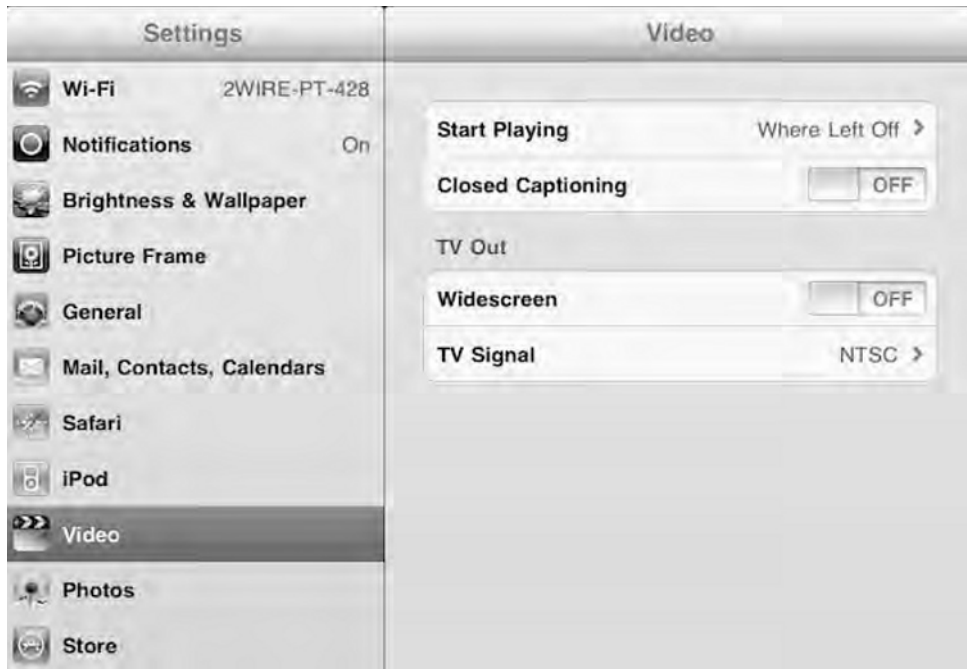 Settings
Wi-Fi 2WIRE-PT-428
Notifications On
Brightness & Wallpaper
Picture Frame
General
Mail, Contacts, Calendars
Safari
iPod
Video
Photos
Store
Video
Start Playing Where Left Off >
Closed Captioning OFF
TV Out
Widescreen OFF
TV Signal NTSC >